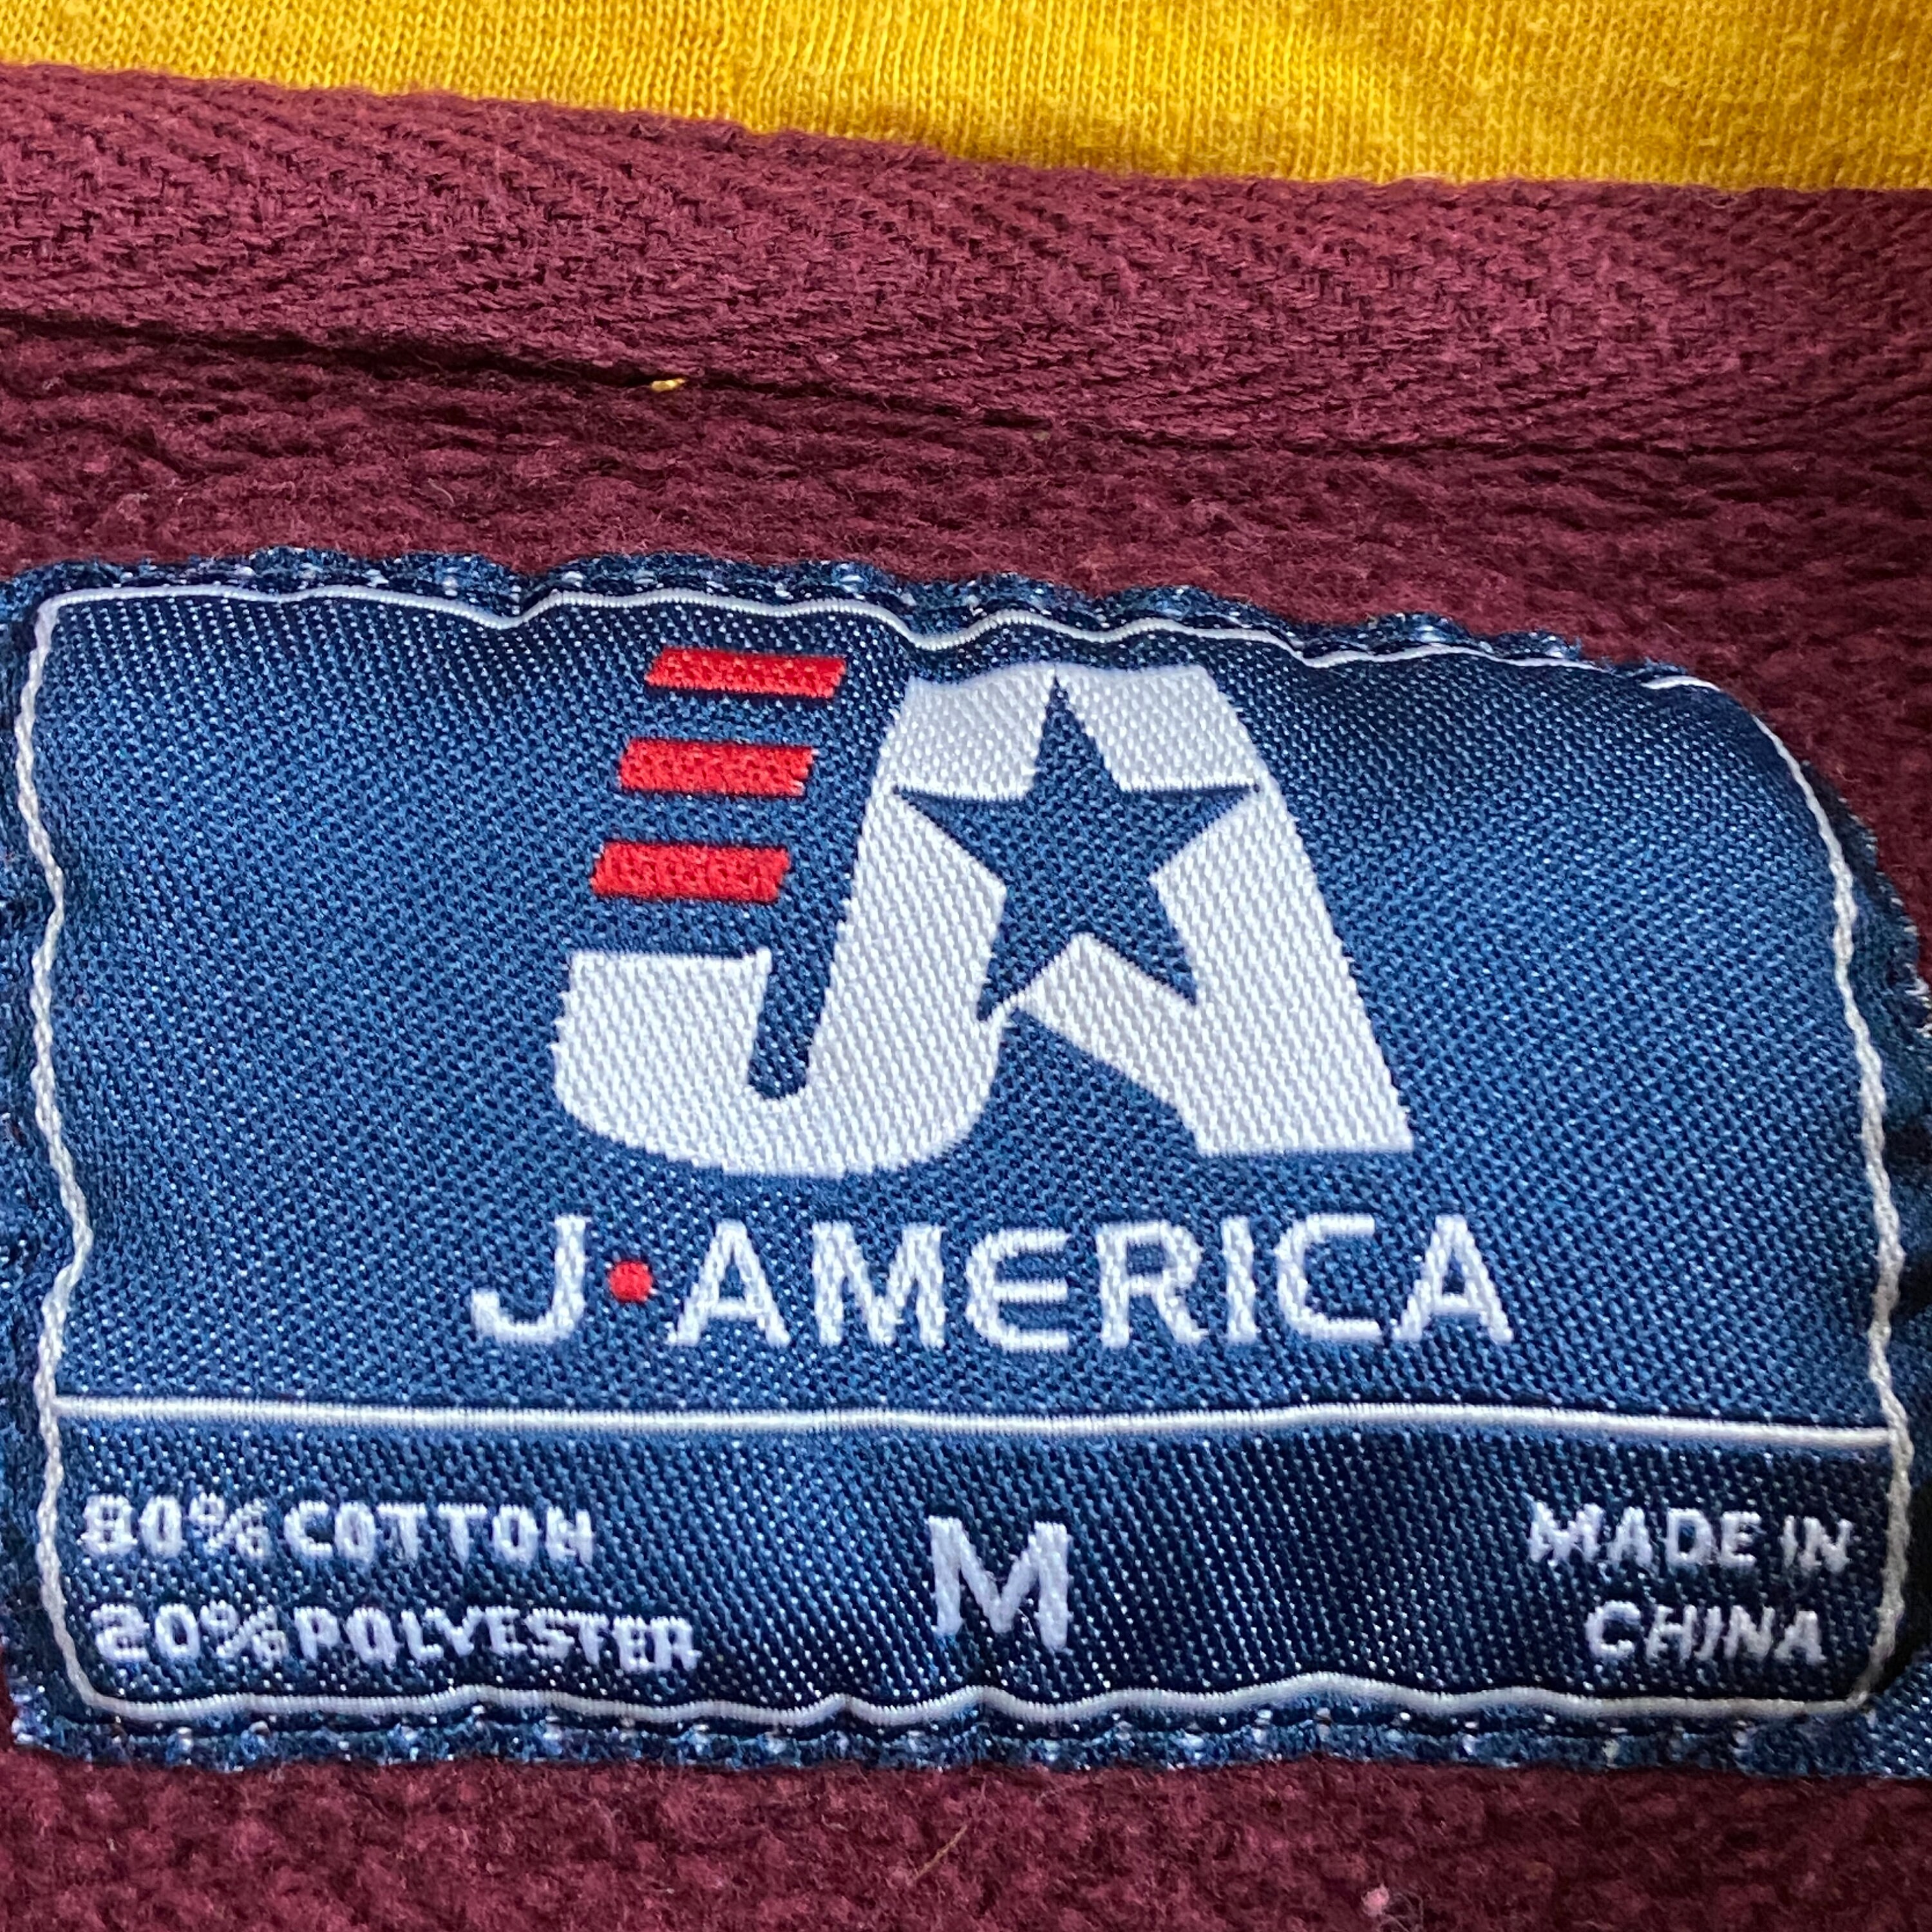 JA
J•AMERICA
80% COTTON
20% POLYESTER
M
MADE IN
CHINA